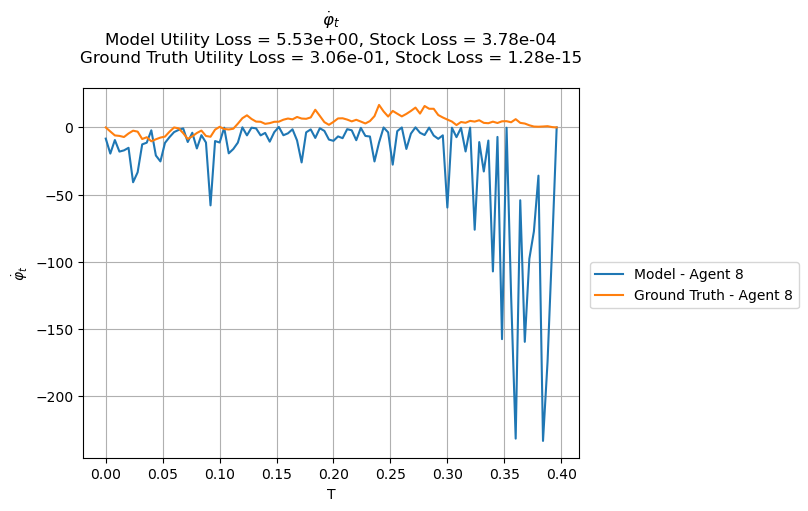 φ̇ₜ
Model Utility Loss = 5.53e+00, Stock Loss = 3.78e-04
Ground Truth Utility Loss = 3.06e-01, Stock Loss = 1.28e-15
0
−50
−100
−150
−200
φ̇ₜ
0.00 0.05 0.10 0.15 0.20 0.25 0.30 0.35 0.40
T
Model - Agent 8
Ground Truth - Agent 8